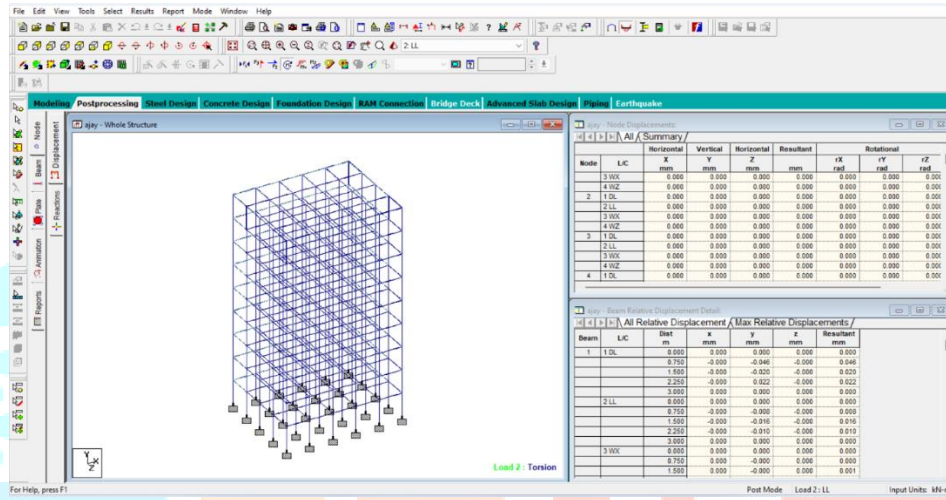 File Edit View Tools Select Results Report Mode Window Help
2: LL
Modeling Postprocessing Steel Design Concrete Design Foundation Design RAM Connection Bridge Deck Advanced Slab Design Piping Earthquake
Node
Beam
Plate
Animation
Reports
Displacement
Reactions
ajay - Whole Structure
Y
X
Z
Load 2 : Torsion
ajay - Node Displacements:
All Summary
Horizontal Vertical Horizontal Resultant Rotational
Node L/C X Y Z rX rY rZ
mm mm mm mm rad rad rad
3 WX 0.000 0.000 0.000 0.000 0.000 0.000
4 WZ 0.000 0.000 0.000 0.000 0.000 0.000
2 1 DL 0.000 0.000 0.000 0.000 0.000 0.000
2 LL 0.000 0.000 0.000 0.000 0.000 0.000
3 WX 0.000 0.000 0.000 0.000 0.000 0.000
4 WZ 0.000 0.000 0.000 0.000 0.000 0.000
3 1 DL 0.000 0.000 0.000 0.000 0.000 0.000
2 LL 0.000 0.000 0.000 0.000 0.000 0.000
3 WX 0.000 0.000 0.000 0.000 0.000 0.000
4 WZ 0.000 0.000 0.000 0.000 0.000 0.000
4 1 DL 0.000 0.000 0.000 0.000 0.000 0.000
ajay - Beam Relative Displacement Detail:
All Relative Displacement Max Relative Displacements
Beam L/C Dist x y z Resultant
m mm mm mm mm
1 1 DL 0.000 0.000 0.000 0.000 0.000
0.750 -0.000 -0.046 -0.000 0.046
1.500 -0.000 -0.020 -0.000 0.020
2.250 -0.000 0.022 -0.000 0.022
3.000 0.000 0.000 0.000 0.000
2 LL 0.000 0.000 0.000 0.000 0.000
0.750 -0.000 -0.008 -0.000 0.008
1.500 -0.000 -0.016 -0.000 0.016
2.250 -0.000 -0.010 -0.000 0.010
3.000 0.000 0.000 0.000 0.000
3 WX 0.000 0.000 0.000 0.000 0.000
0.750 -0.000 -0.000 0.000 0.000
1.500 0.000 -0.000 0.000 0.001
For Help, press F1
Post Mode Load 2 : LL Input Units: